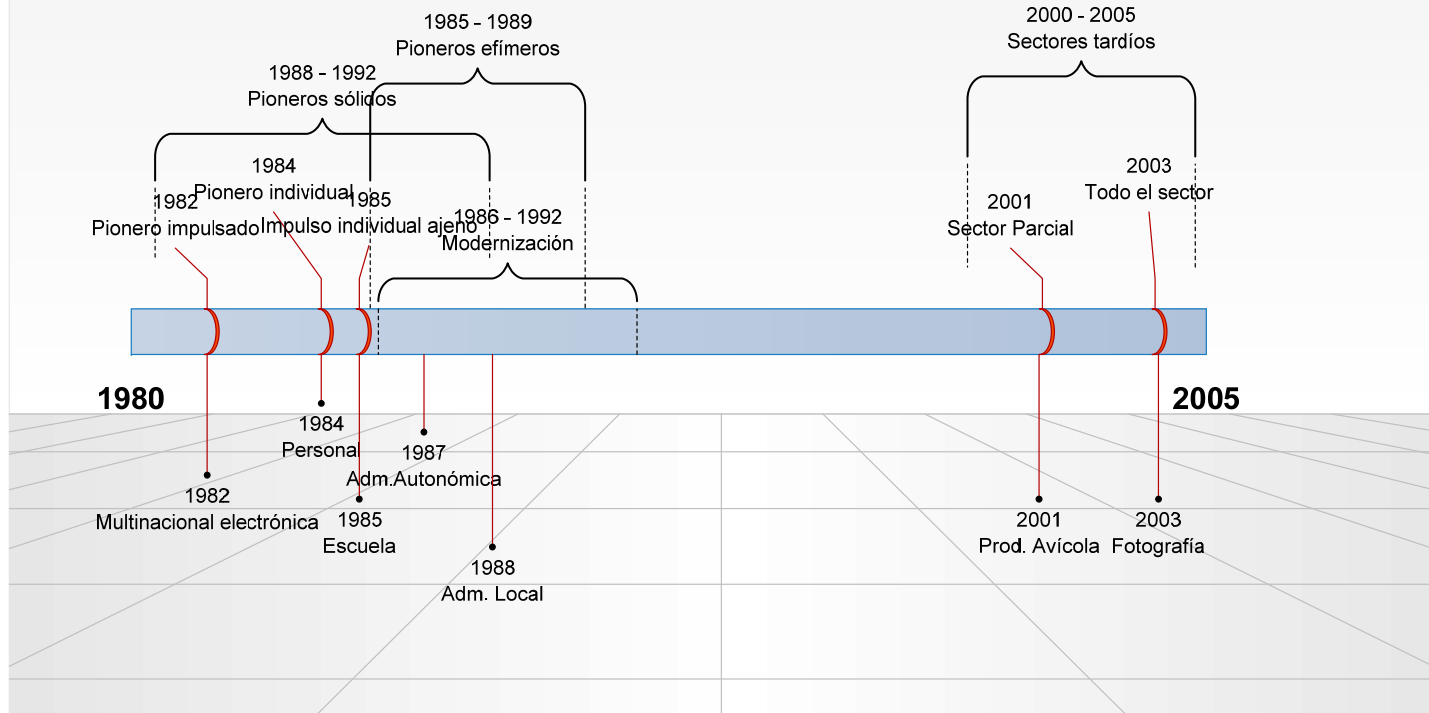 1985 - 1989
Pioneros efímeros
2000 - 2005
Sectores tardíos
1988 - 1992
Pioneros sólidos
1984
Pionero individual
2003
Todo el sector
1982
Pionero impulsado
1985
Impulso individual ajeno
1986 - 1992
Modernización
2001
Sector Parcial
1980
2005
1984
Personal
1987
Adm.Autonómica
1982
Multinacional electrónica
1985
Escuela
2001
Prod. Avícola
2003
Fotografía
1988
Adm. Local